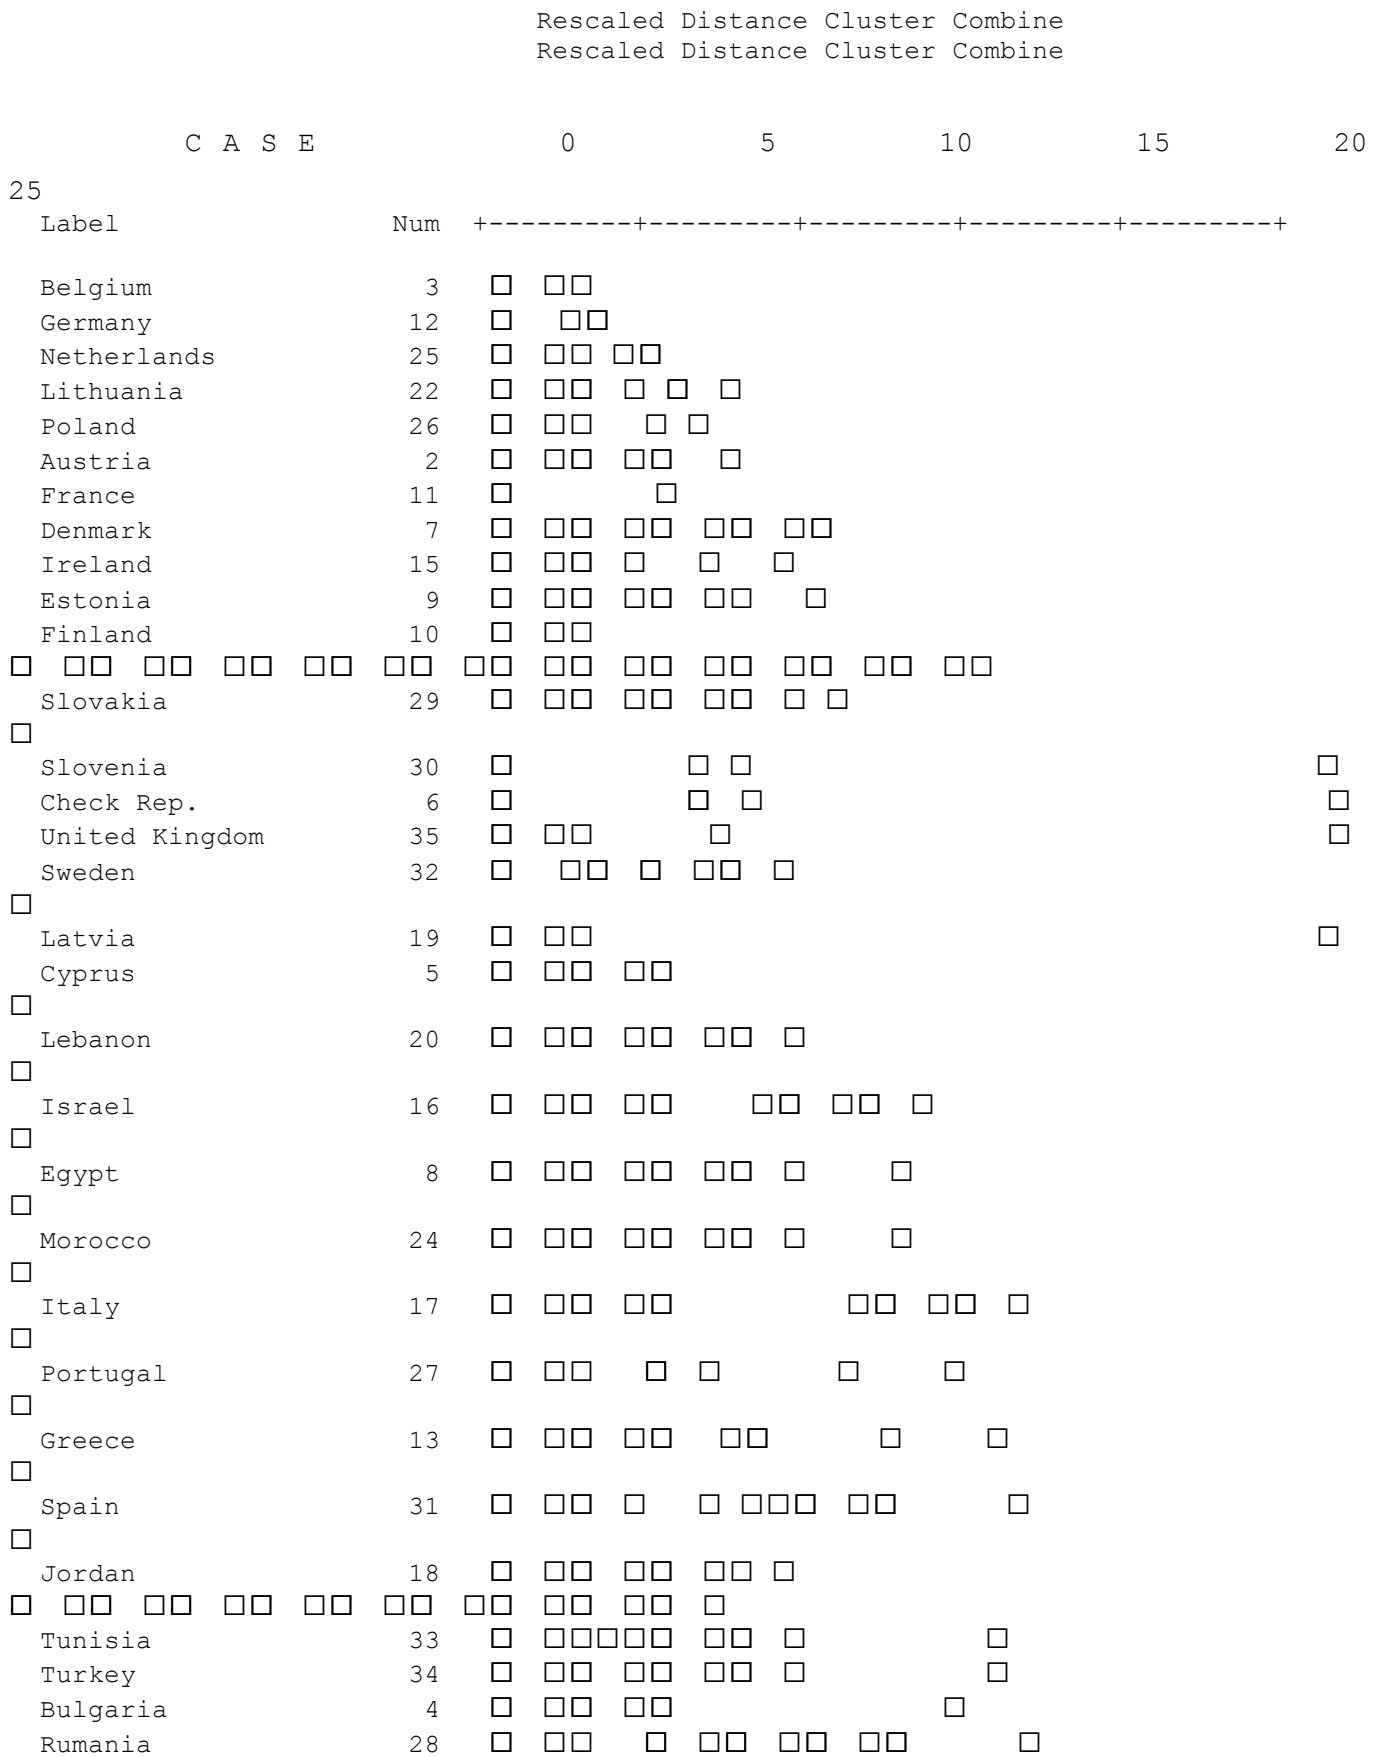 Rescaled Distance Cluster Combine
Rescaled Distance Cluster Combine
C A S E 0 5 10 15 20
25
Label Num +---------+---------+---------+---------+---------+
Belgium 3 □ □□
Germany 12 □ □□
Netherlands 25 □ □□ □□
Lithuania 22 □ □□ □ □ □
Poland 26 □ □□ □ □
Austria 2 □ □□ □□ □
France 11 □ □
Denmark 7 □ □□ □□ □□ □□
Ireland 15 □ □□ □ □ □
Estonia 9 □ □□ □□ □□ □
Finland 10 □ □□
□ □□ □□ □□ □□ □□ □□ □□ □□ □□ □□ □□ □□
Slovakia 29 □ □□ □□ □□ □ □
□
Slovenia 30 □ □ □ □
Check Rep. 6 □ □ □ □
United Kingdom 35 □ □□ □ □
Sweden 32 □ □□ □ □□ □
□
Latvia 19 □ □□ □
Cyprus 5 □ □□ □□
□
Lebanon 20 □ □□ □□ □□ □
□
Israel 16 □ □□ □□ □□ □□ □
□
Egypt 8 □ □□ □□ □□ □ □
□
Morocco 24 □ □□ □□ □□ □ □
□
Italy 17 □ □□ □□ □□ □□ □
□
Portugal 27 □ □□ □ □ □ □
□
Greece 13 □ □□ □□ □□ □ □
□
Spain 31 □ □□ □ □ □□□□ □□ □
□
Jordan 18 □ □□ □□ □□ □
□ □□ □□ □□ □□ □□ □□ □□ □□ □
Tunisia 33 □ □□□□□ □□ □ □
Turkey 34 □ □□ □□ □□ □ □
Bulgaria 4 □ □□ □□ □
Rumania 28 □ □□ □ □□ □□ □□ □